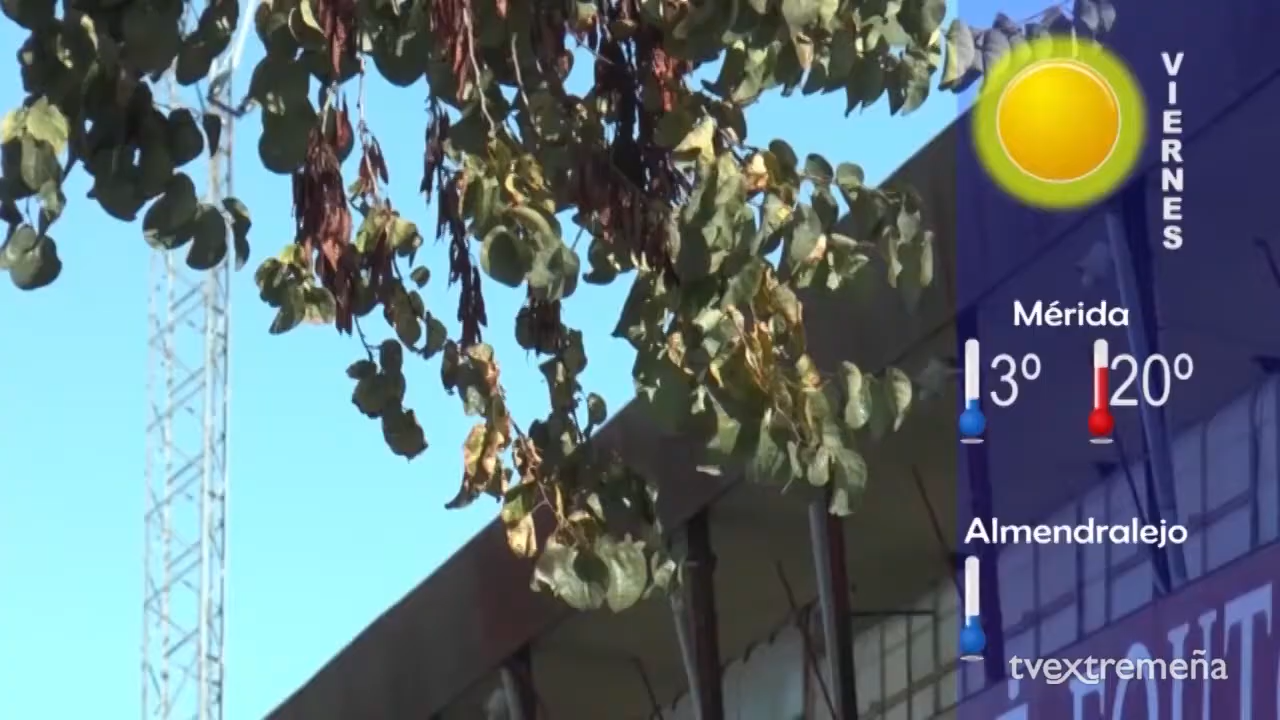 VIERNES
Mérida
3º 20º
Almendralejo
tvextremeña